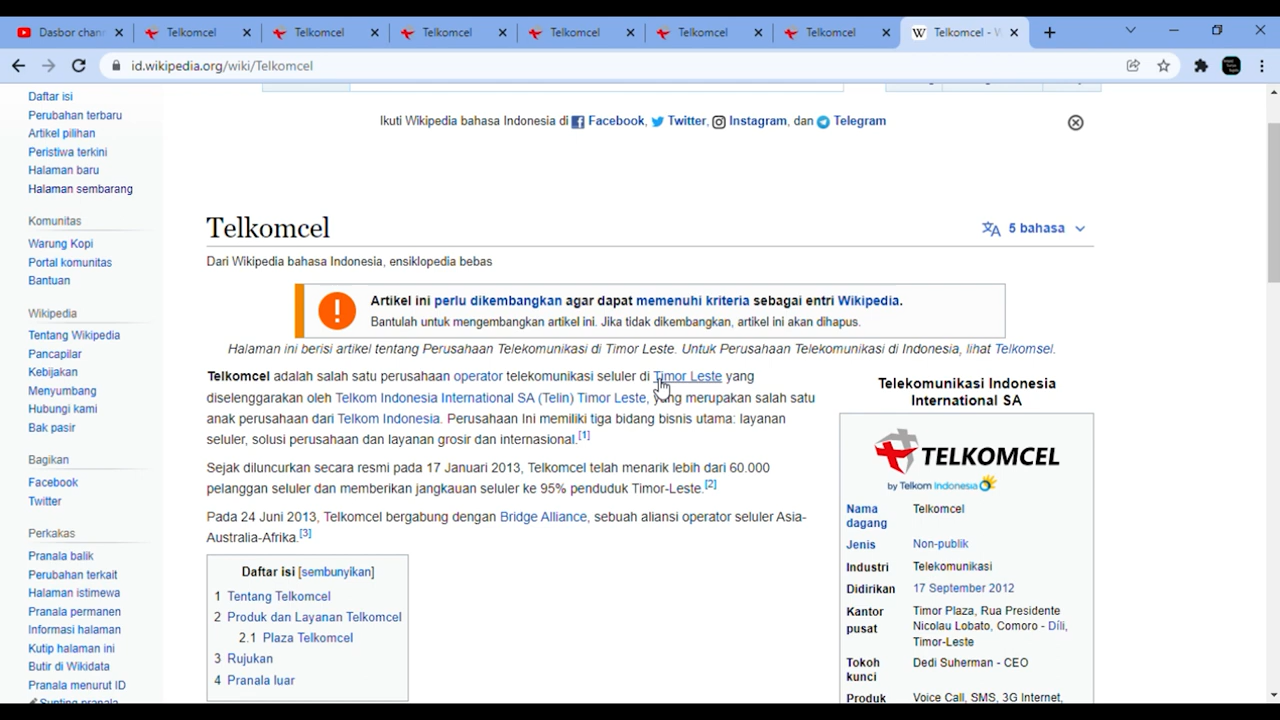 Dasbor chan
Telkomcel
Telkomcel
Telkomcel
Telkomcel
Telkomcel
Telkomcel
Telkomcel - W
id.wikipedia.org/wiki/Telkomcel
Daftar isi
Perubahan terbaru
Artikel pilihan
Peristiwa terkini
Halaman baru
Halaman sembarang
Komunitas
Warung Kopi
Portal komunitas
Bantuan
Wikipedia
Tentang Wikipedia
Pancapilar
Kebijakan
Menyumbang
Hubungi kami
Bak pasir
Bagikan
Facebook
Twitter
Perkakas
Pranala balik
Perubahan terkait
Halaman istimewa
Pranala permanen
Informasi halaman
Kutip halaman ini
Butir di Wikidata
Pranala menurut ID
Sunting pranala
Ikuti Wikipedia bahasa Indonesia di Facebook, Twitter, Instagram, dan Telegram
Telkomcel
5 bahasa
Dari Wikipedia bahasa Indonesia, ensiklopedia bebas
Artikel ini perlu dikembangkan agar dapat memenuhi kriteria sebagai entri Wikipedia.
Bantulah untuk mengembangkan artikel ini. Jika tidak dikembangkan, artikel ini akan dihapus.
Halaman ini berisi artikel tentang Perusahaan Telekomunikasi di Timor Leste. Untuk Perusahaan Telekomunikasi di Indonesia, lihat Telkomsel.
Telkomcel adalah salah satu perusahaan operator telekomunikasi seluler di Timor Leste yang
diselenggarakan oleh Telkom Indonesia International SA (Telin) Timor Leste, yang merupakan salah satu
anak perusahaan dari Telkom Indonesia. Perusahaan Ini memiliki tiga bidang bisnis utama: layanan
seluler, solusi perusahaan dan layanan grosir dan internasional.[1]
Sejak diluncurkan secara resmi pada 17 Januari 2013, Telkomcel telah menarik lebih dari 60.000
pelanggan seluler dan memberikan jangkauan seluler ke 95% penduduk Timor-Leste.[2]
Pada 24 Juni 2013, Telkomcel bergabung dengan Bridge Alliance, sebuah aliansi operator seluler Asia-
Australia-Afrika.[3]
Daftar isi [sembunyikan]
1 Tentang Telkomcel
2 Produk dan Layanan Telkomcel
2.1 Plaza Telkomcel
3 Rujukan
4 Pranala luar
Telekomunikasi Indonesia
International SA
TELKOMCEL
by Telkom Indonesia
Nama dagang Telkomcel
Jenis Non-publik
Industri Telekomunikasi
Didirikan 17 September 2012
Kantor pusat Timor Plaza, Rua Presidente
Nicolau Lobato, Comoro - Dili,
Timor-Leste
Tokoh kunci Dedi Suherman - CEO
Produk Voice Call, SMS, 3G Internet,